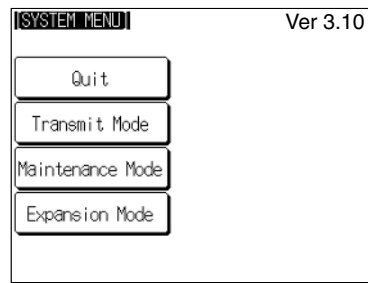 [SYSTEM MENU]
Ver 3.10
Quit
Transmit Mode
Maintenance Mode
Expansion Mode